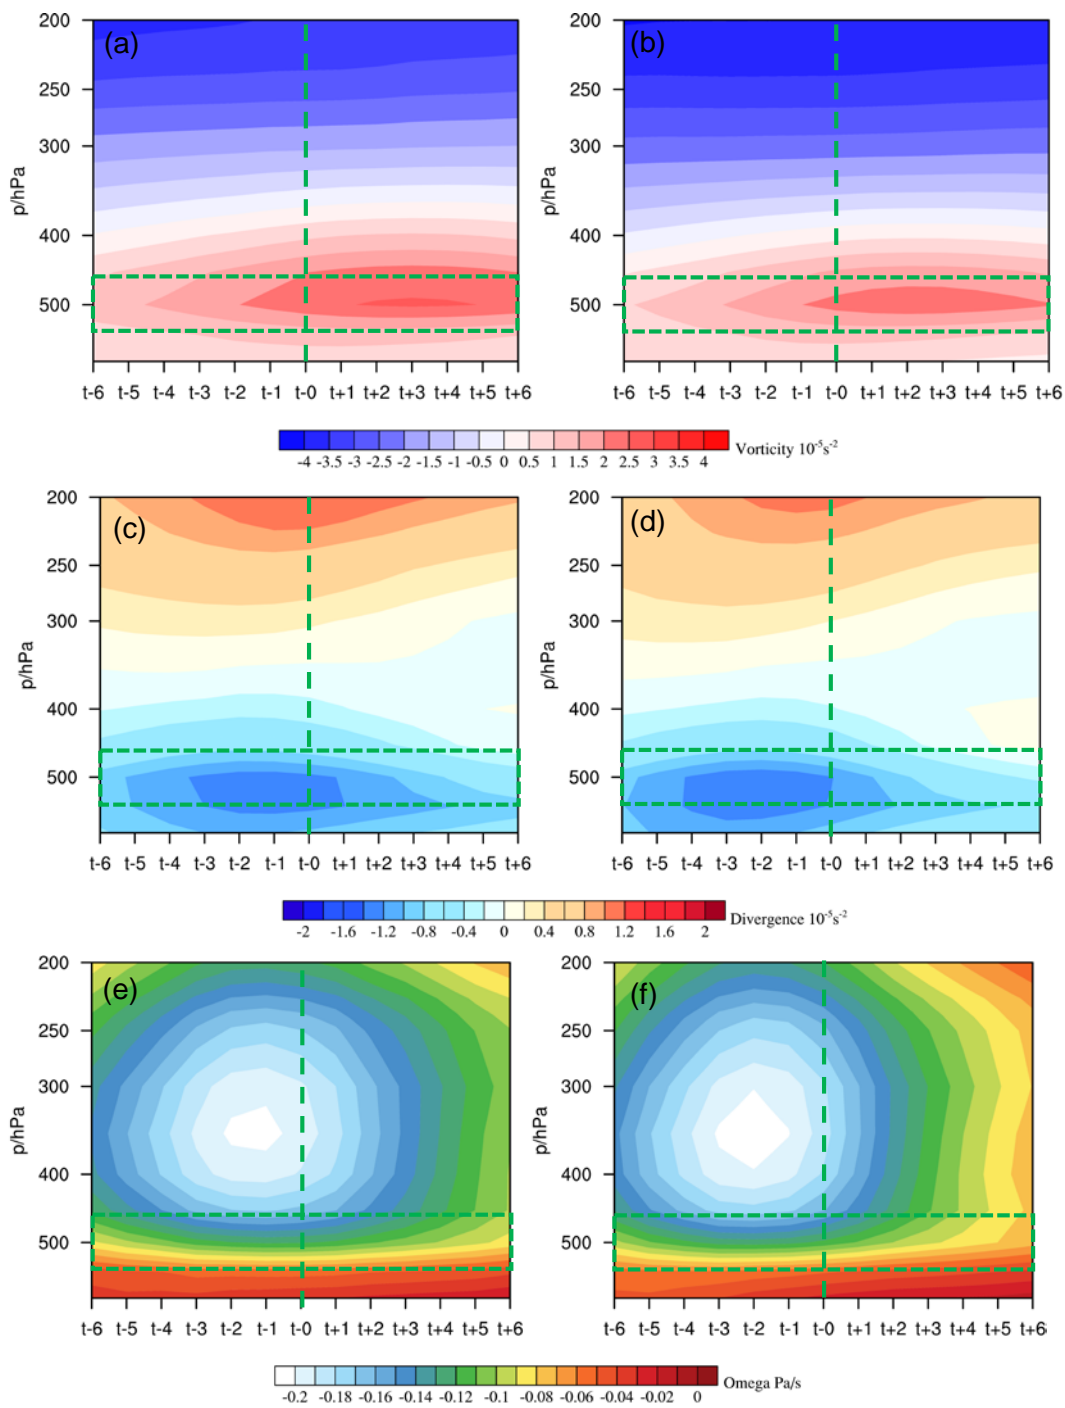 (a)
200
250
300
400
500
p/hPa
t-6 t-5 t-4 t-3 t-2 t-1 t-0 t+1 t+2 t+3 t+4 t+5 t+6
(b)
200
250
300
400
500
p/hPa
t-6 t-5 t-4 t-3 t-2 t-1 t-0 t+1 t+2 t+3 t+4 t+5 t+6
-4 -3.5 -3 -2.5 -2 -1.5 -1 -0.5 0 0.5 1 1.5 2 2.5 3 3.5 4 Vorticity 10⁻⁵s⁻²
(c)
200
250
300
400
500
p/hPa
t-6 t-5 t-4 t-3 t-2 t-1 t-0 t+1 t+2 t+3 t+4 t+5 t+6
(d)
200
250
300
400
500
p/hPa
t-6 t-5 t-4 t-3 t-2 t-1 t-0 t+1 t+2 t+3 t+4 t+5 t+6
-2 -1.6 -1.2 -0.8 -0.4 0 0.4 0.8 1.2 1.6 2 Divergence 10⁻⁵s⁻²
(e)
200
250
300
400
500
p/hPa
t-6 t-5 t-4 t-3 t-2 t-1 t-0 t+1 t+2 t+3 t+4 t+5 t+6
(f)
200
250
300
400
500
p/hPa
t-6 t-5 t-4 t-3 t-2 t-1 t-0 t+1 t+2 t+3 t+4 t+5 t+6
-0.2 -0.18 -0.16 -0.14 -0.12 -0.1 -0.08 -0.06 -0.04 -0.02 0 Omega Pa/s